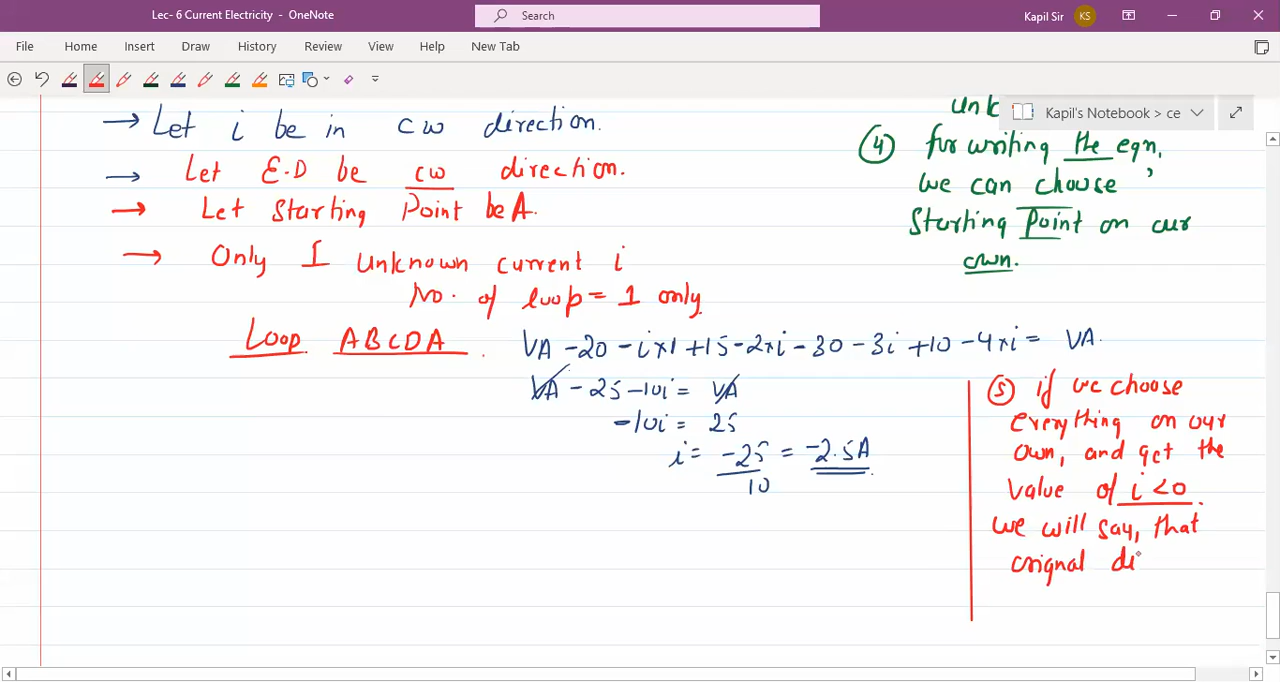 Lec- 6 Current Electricity - OneNote
Search
Kapil Sir
KS
File Home Insert Draw History Review View Help New Tab
Kapil's Notebook > ce
→ Let i be in cw direction.
→ Let E.D be cw direction.
→ Let Starting Point be A.
→ Only 1 unknown current i
No. of loop = 1 only.
Loop ABCDA.
VA -20 -i×1 +15 -2×i -30 -3i +10 -4×i = VA.
VA -25 -10i = VA
-10i = 25
i = -25/10 = -2.5A
④ for writing the eqn,
we can choose
Starting Point on our
own.
⑤ if we choose
everything on our
own, and get the
value of i<0.
we will say, that
orignal di